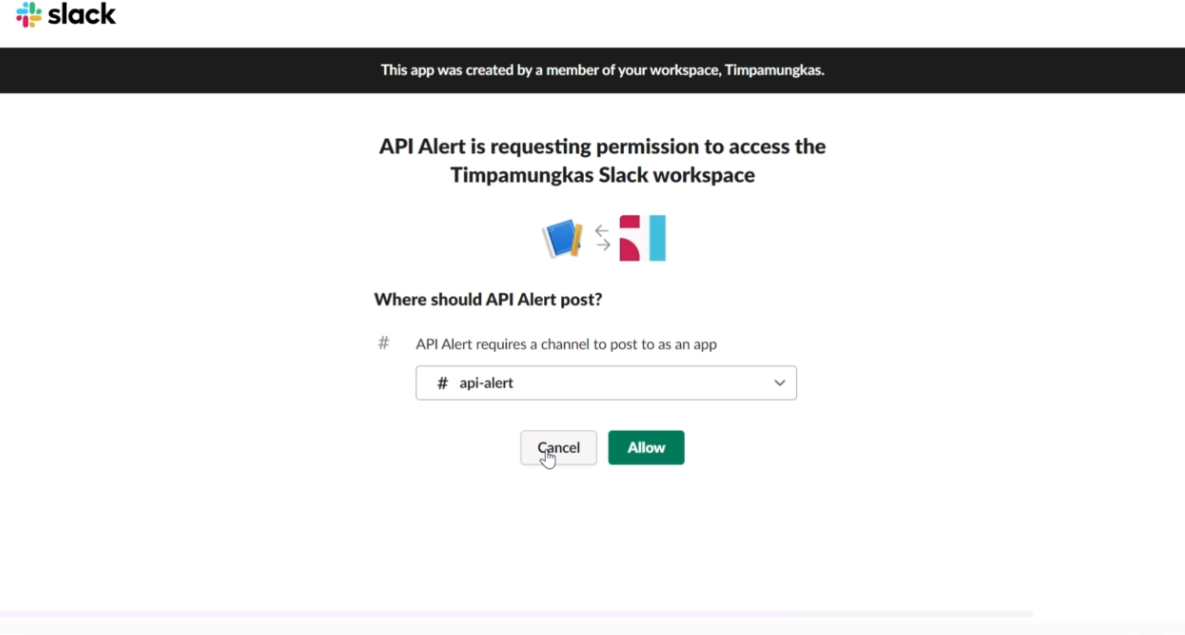 slack
This app was created by a member of your workspace, Timpamungkas.
API Alert is requesting permission to access the
Timpamungkas Slack workspace
Where should API Alert post?
# API Alert requires a channel to post to as an app
# api-alert
Cancel Allow